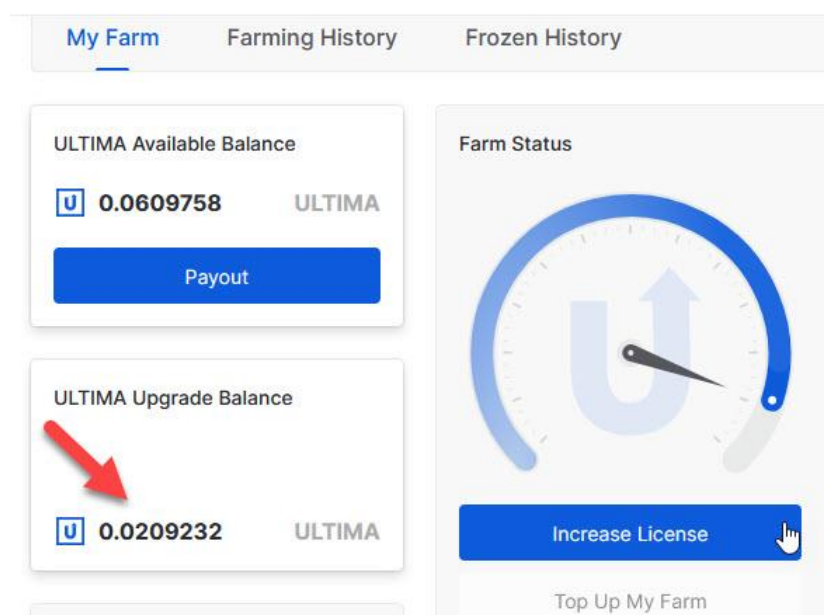 My Farm Farming History Frozen History
ULTIMA Available Balance
0.0609758 ULTIMA
Payout
ULTIMA Upgrade Balance
0.0209232 ULTIMA
Farm Status
Increase License
Top Up My Farm